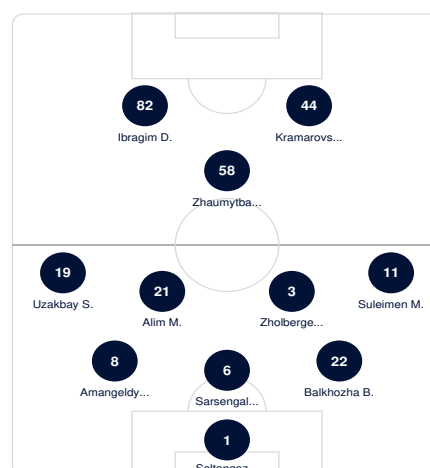 82
44
Ibragim D.
Kramarovs...
58
Zhaumytba...
19
11
21
3
Uzakbay S.
Suleimen M.
Alim M.
Zholberge...
8
6
22
Amangeldy...
Balkhozha B.
Sarsengal...
1